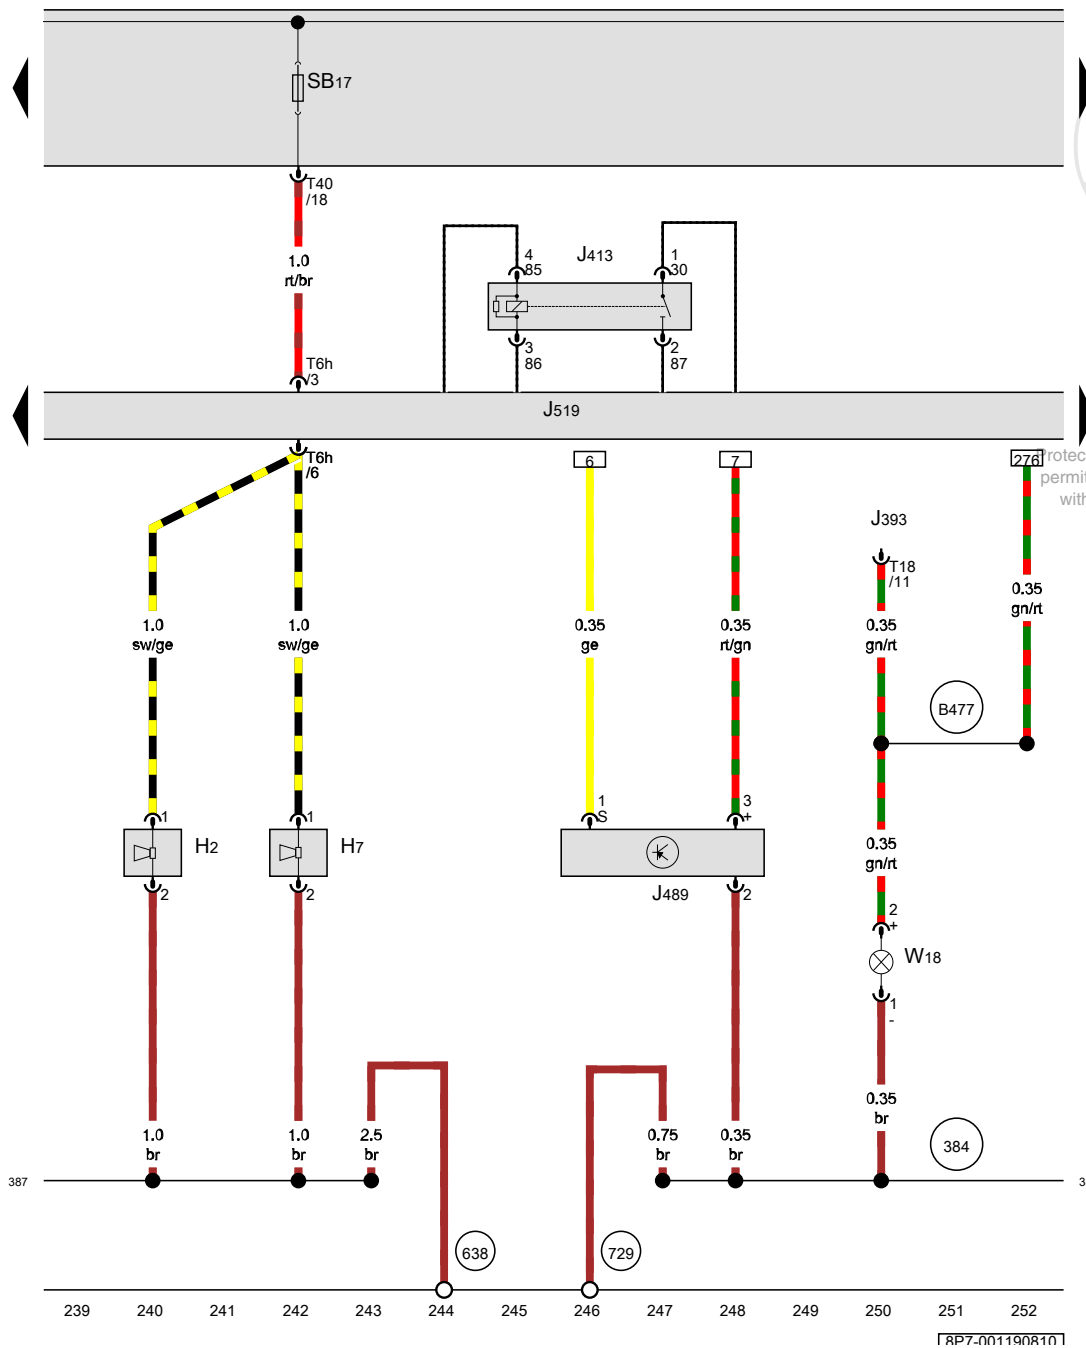 SB17
T40
/18
1.0
rt/br
T6h
/3
4
85
J413
1
30
3
86
2
87
J519
T6h
/6
6
7
276
Protec
permit
with
J393
T18
/11
0.35
gn/rt
1.0
sw/ge
1.0
sw/ge
0.35
ge
0.35
rt/gn
0.35
gn/rt
B477
1
1
1
S
3
+
H2
H7
0.35
gn/rt
2
2
J489
2
2
+
W18
1
-
0.35
br
1.0
br
1.0
br
2.5
br
0.75
br
0.35
br
384
387
3
638
729
239 240 241 242 243 244 245 246 247 248 249 250 251 252
8P7-001190810